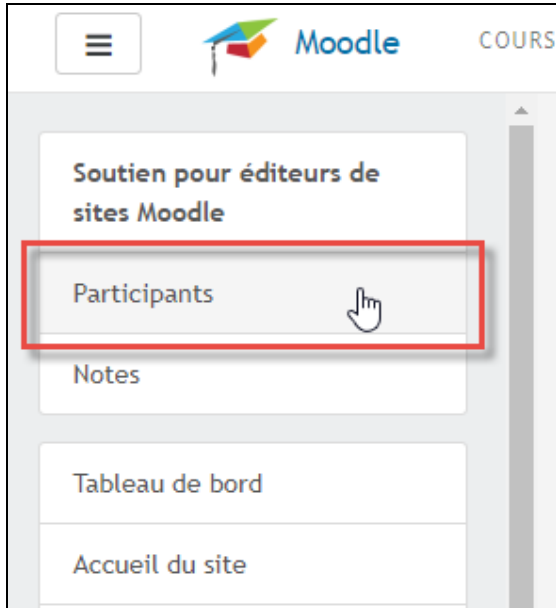 Moodle
COURS
Soutien pour éditeurs de
sites Moodle
Participants
Notes
Tableau de bord
Accueil du site